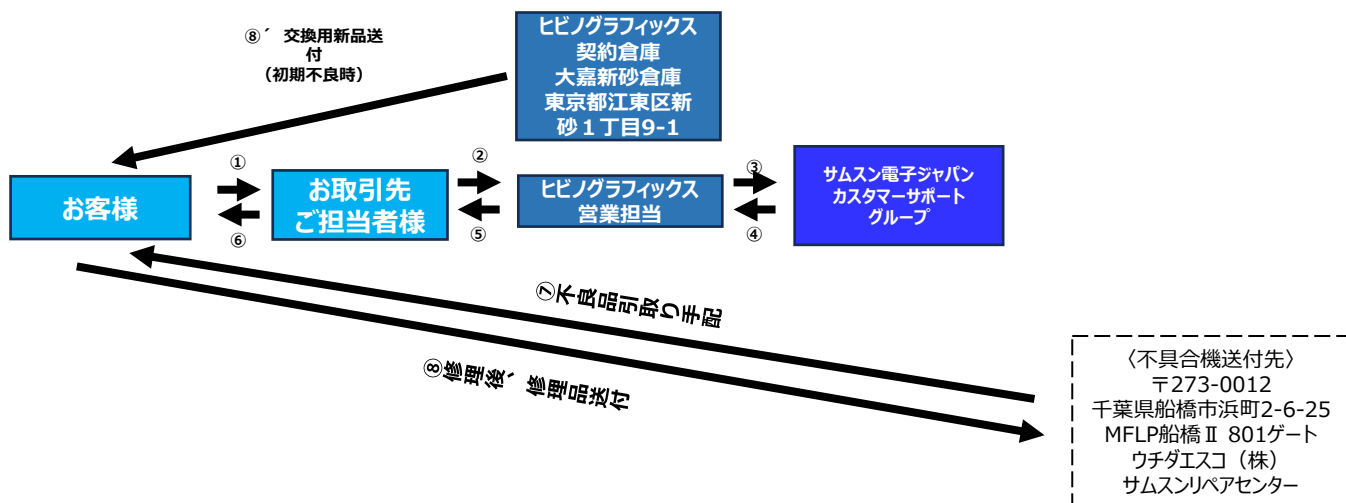 ⑧´ 交換用新品送
付
（初期不良時）
ヒビノグラフィックス
契約倉庫
大嘉新砂倉庫
東京都江東区新
砂１丁目9-1
①
②
③
お客様
お取引先
ご担当者様
ヒビノグラフィックス
営業担当
サムスン電子ジャパン
カスタマーサポート
グループ
⑥
⑤
④
⑦不良品引取り手配
⑧修理後、修理品送付
〈不具合機送付先〉
〒273-0012
千葉県船橋市浜町2-6-25
MFLP船橋Ⅱ 801ゲート
ウチダエスコ（株）
サムスンリペアセンター